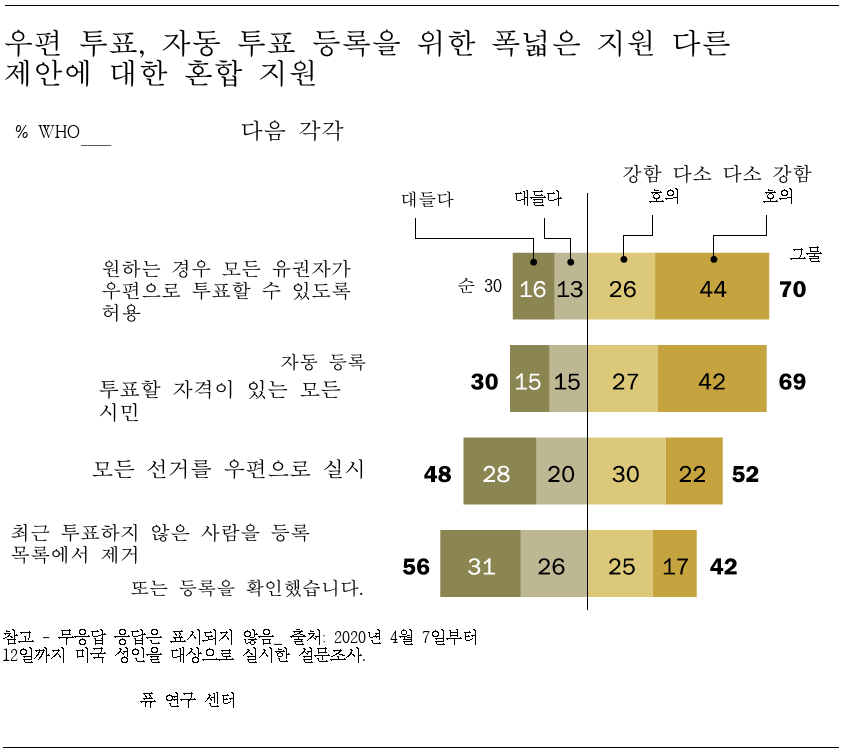 우편 투표, 자동 투표 등록을 위한 폭넓은 지원 다른
제안에 대한 혼합 지원
% WHO__ 다음 각각
강함 다소 다소 강함
대들다 대들다 호의 호의
그물
원하는 경우 모든 유권자가
우편으로 투표할 수 있도록
허용
순 30 16 13 26 44 70
자동 등록
투표할 자격이 있는 모든
시민
30 15 15 27 42 69
모든 선거를 우편으로 실시
48 28 20 30 22 52
최근 투표하지 않은 사람을 등록
목록에서 제거
또는 등록을 확인했습니다.
56 31 26 25 17 42
참고 - 무응답 응답은 표시되지 않음_ 출처: 2020년 4월 7일부터
12일까지 미국 성인을 대상으로 실시한 설문조사.
퓨 연구 센터